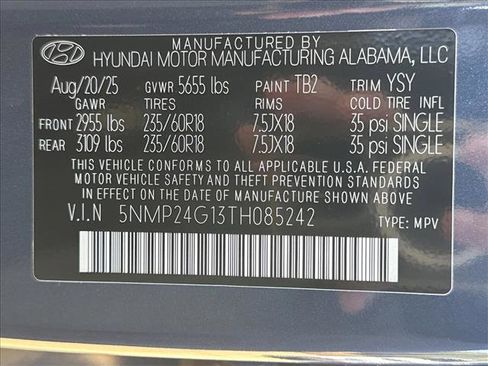 MANUFACTURED BY
HYUNDAI MOTOR MANUFACTURING ALABAMA, LLC
Aug/20/25 GVWR 5655 lbs PAINT TB2 TRIM YSY
GAWR TIRES RIMS COLD TIRE INFL
FRONT 2955 lbs 235/60R18 7.5JX18 35 psi SINGLE
REAR 3109 lbs 235/60R18 7.5JX18 35 psi SINGLE
THIS VEHICLE CONFORMS TO ALL APPLICABLE U.S.A. FEDERAL
MOTOR VEHICLE SAFETY AND THEFT PREVENTION STANDARDS
IN EFFECT ON THE DATE OF MANUFACTURE SHOWN ABOVE.
V.I.N 5NMP24G13TH085242 TYPE: MPV